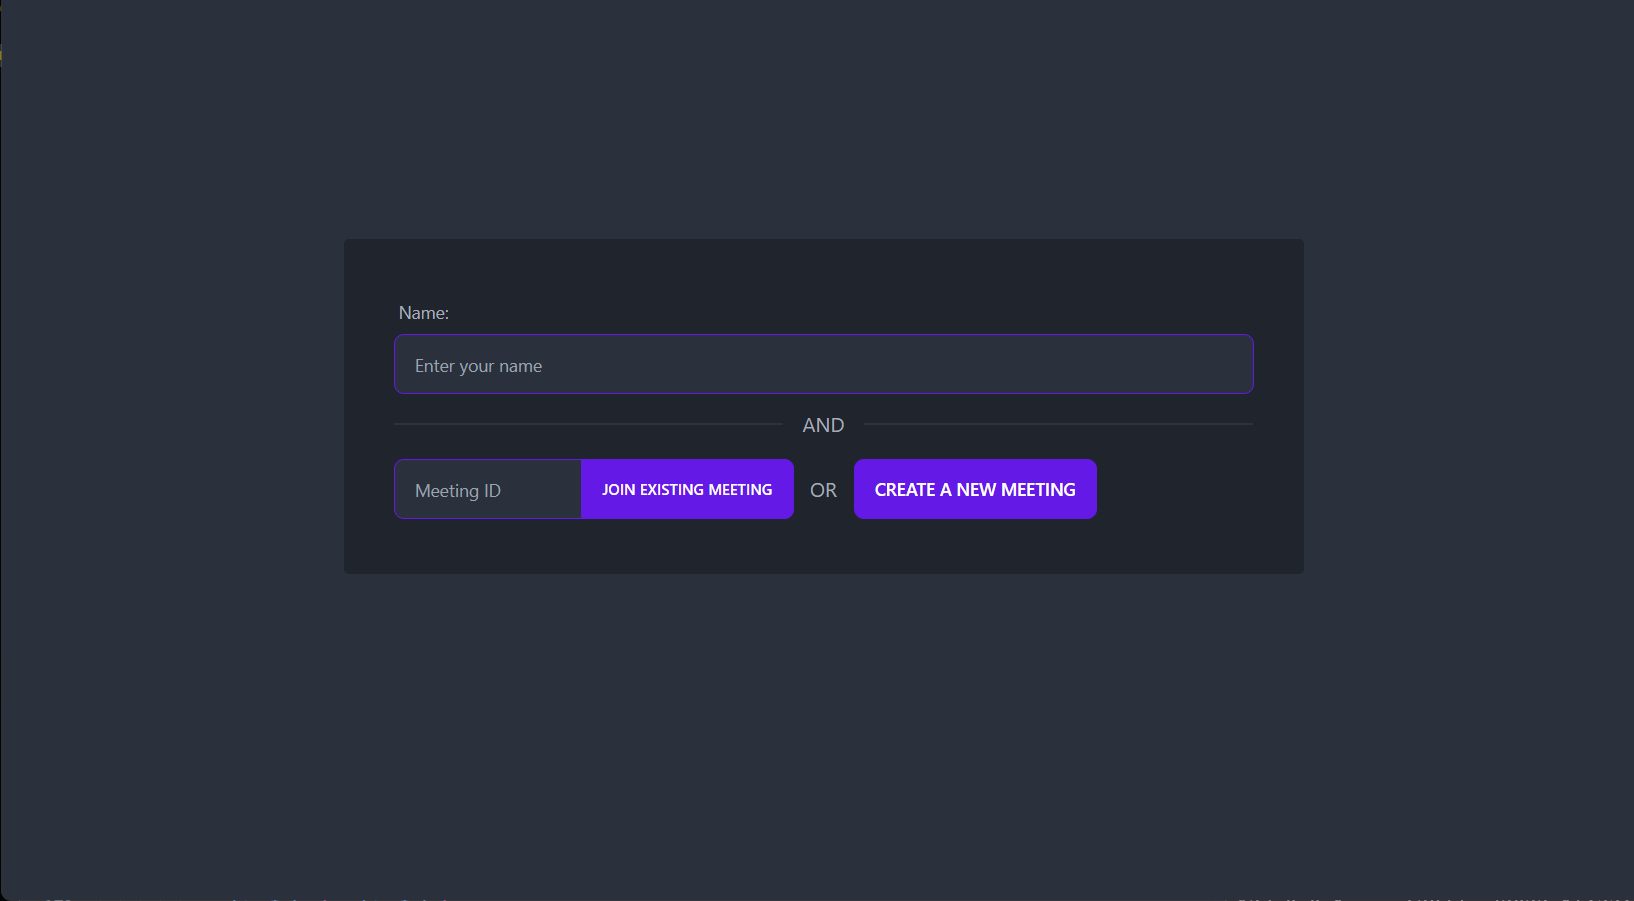 Name:
Enter your name
AND
Meeting ID
JOIN EXISTING MEETING
OR
CREATE A NEW MEETING